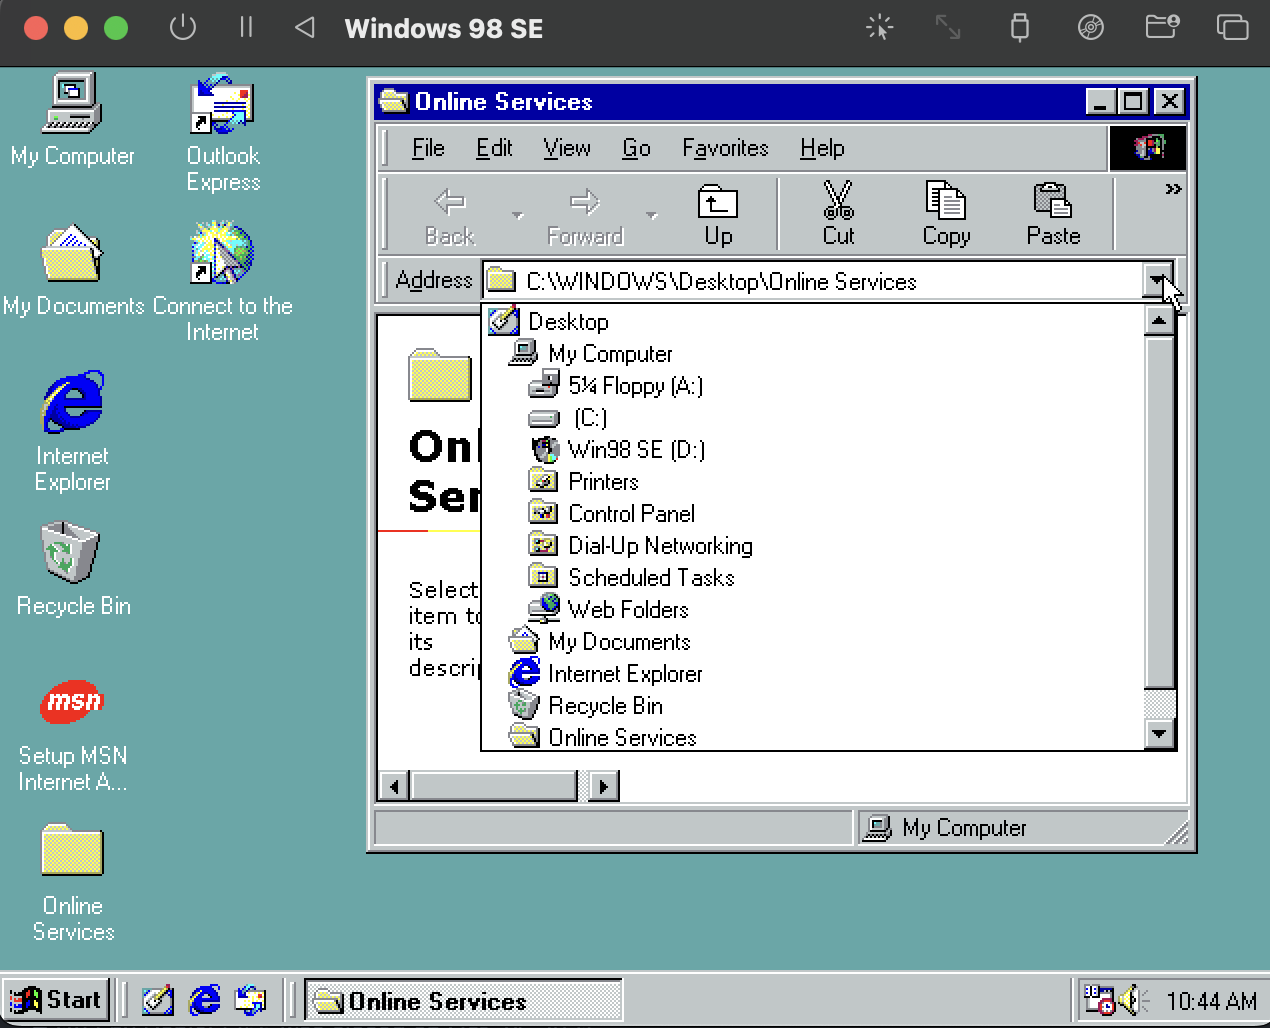 Windows 98 SE
My Computer
Outlook
Express
My Documents
Connect to the
Internet
Internet
Explorer
Recycle Bin
msn
Setup MSN
Internet A...
Online
Services
Online Services
File Edit View Go Favorites Help
Back Forward Up Cut Copy Paste »
Address C:\WINDOWS\Desktop\Online Services
Desktop
My Computer
5¼ Floppy (A:)
(C:)
Win98 SE (D:)
Printers
Control Panel
Dial-Up Networking
Scheduled Tasks
Web Folders
My Documents
Internet Explorer
Recycle Bin
Online Services
Onl
Ser
Select
item to
its
descri
My Computer
Start Online Services 10:44 AM